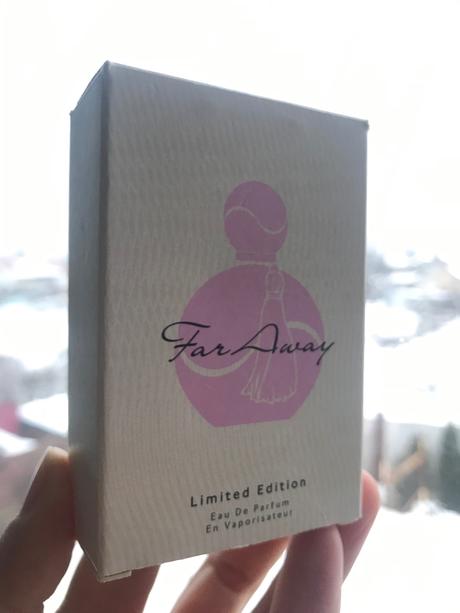 Far Away
Limited Edition
Eau De Parfum
En Vaporisateur